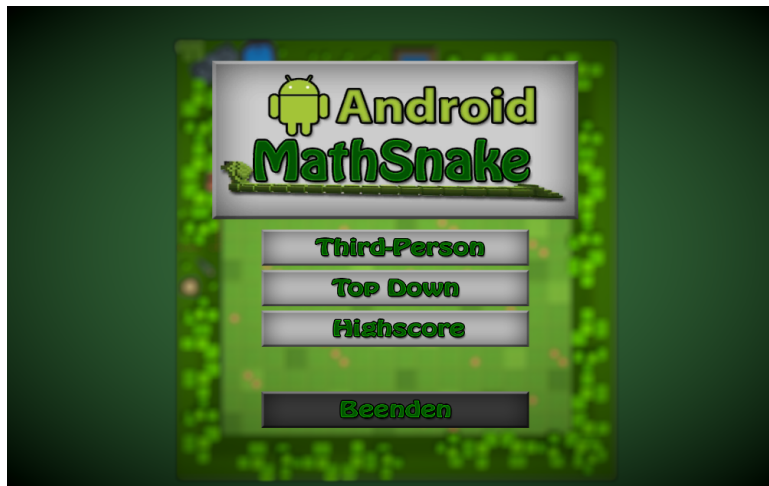 Android
MathSnake
Third-Person
Top Down
Highscore
Beenden